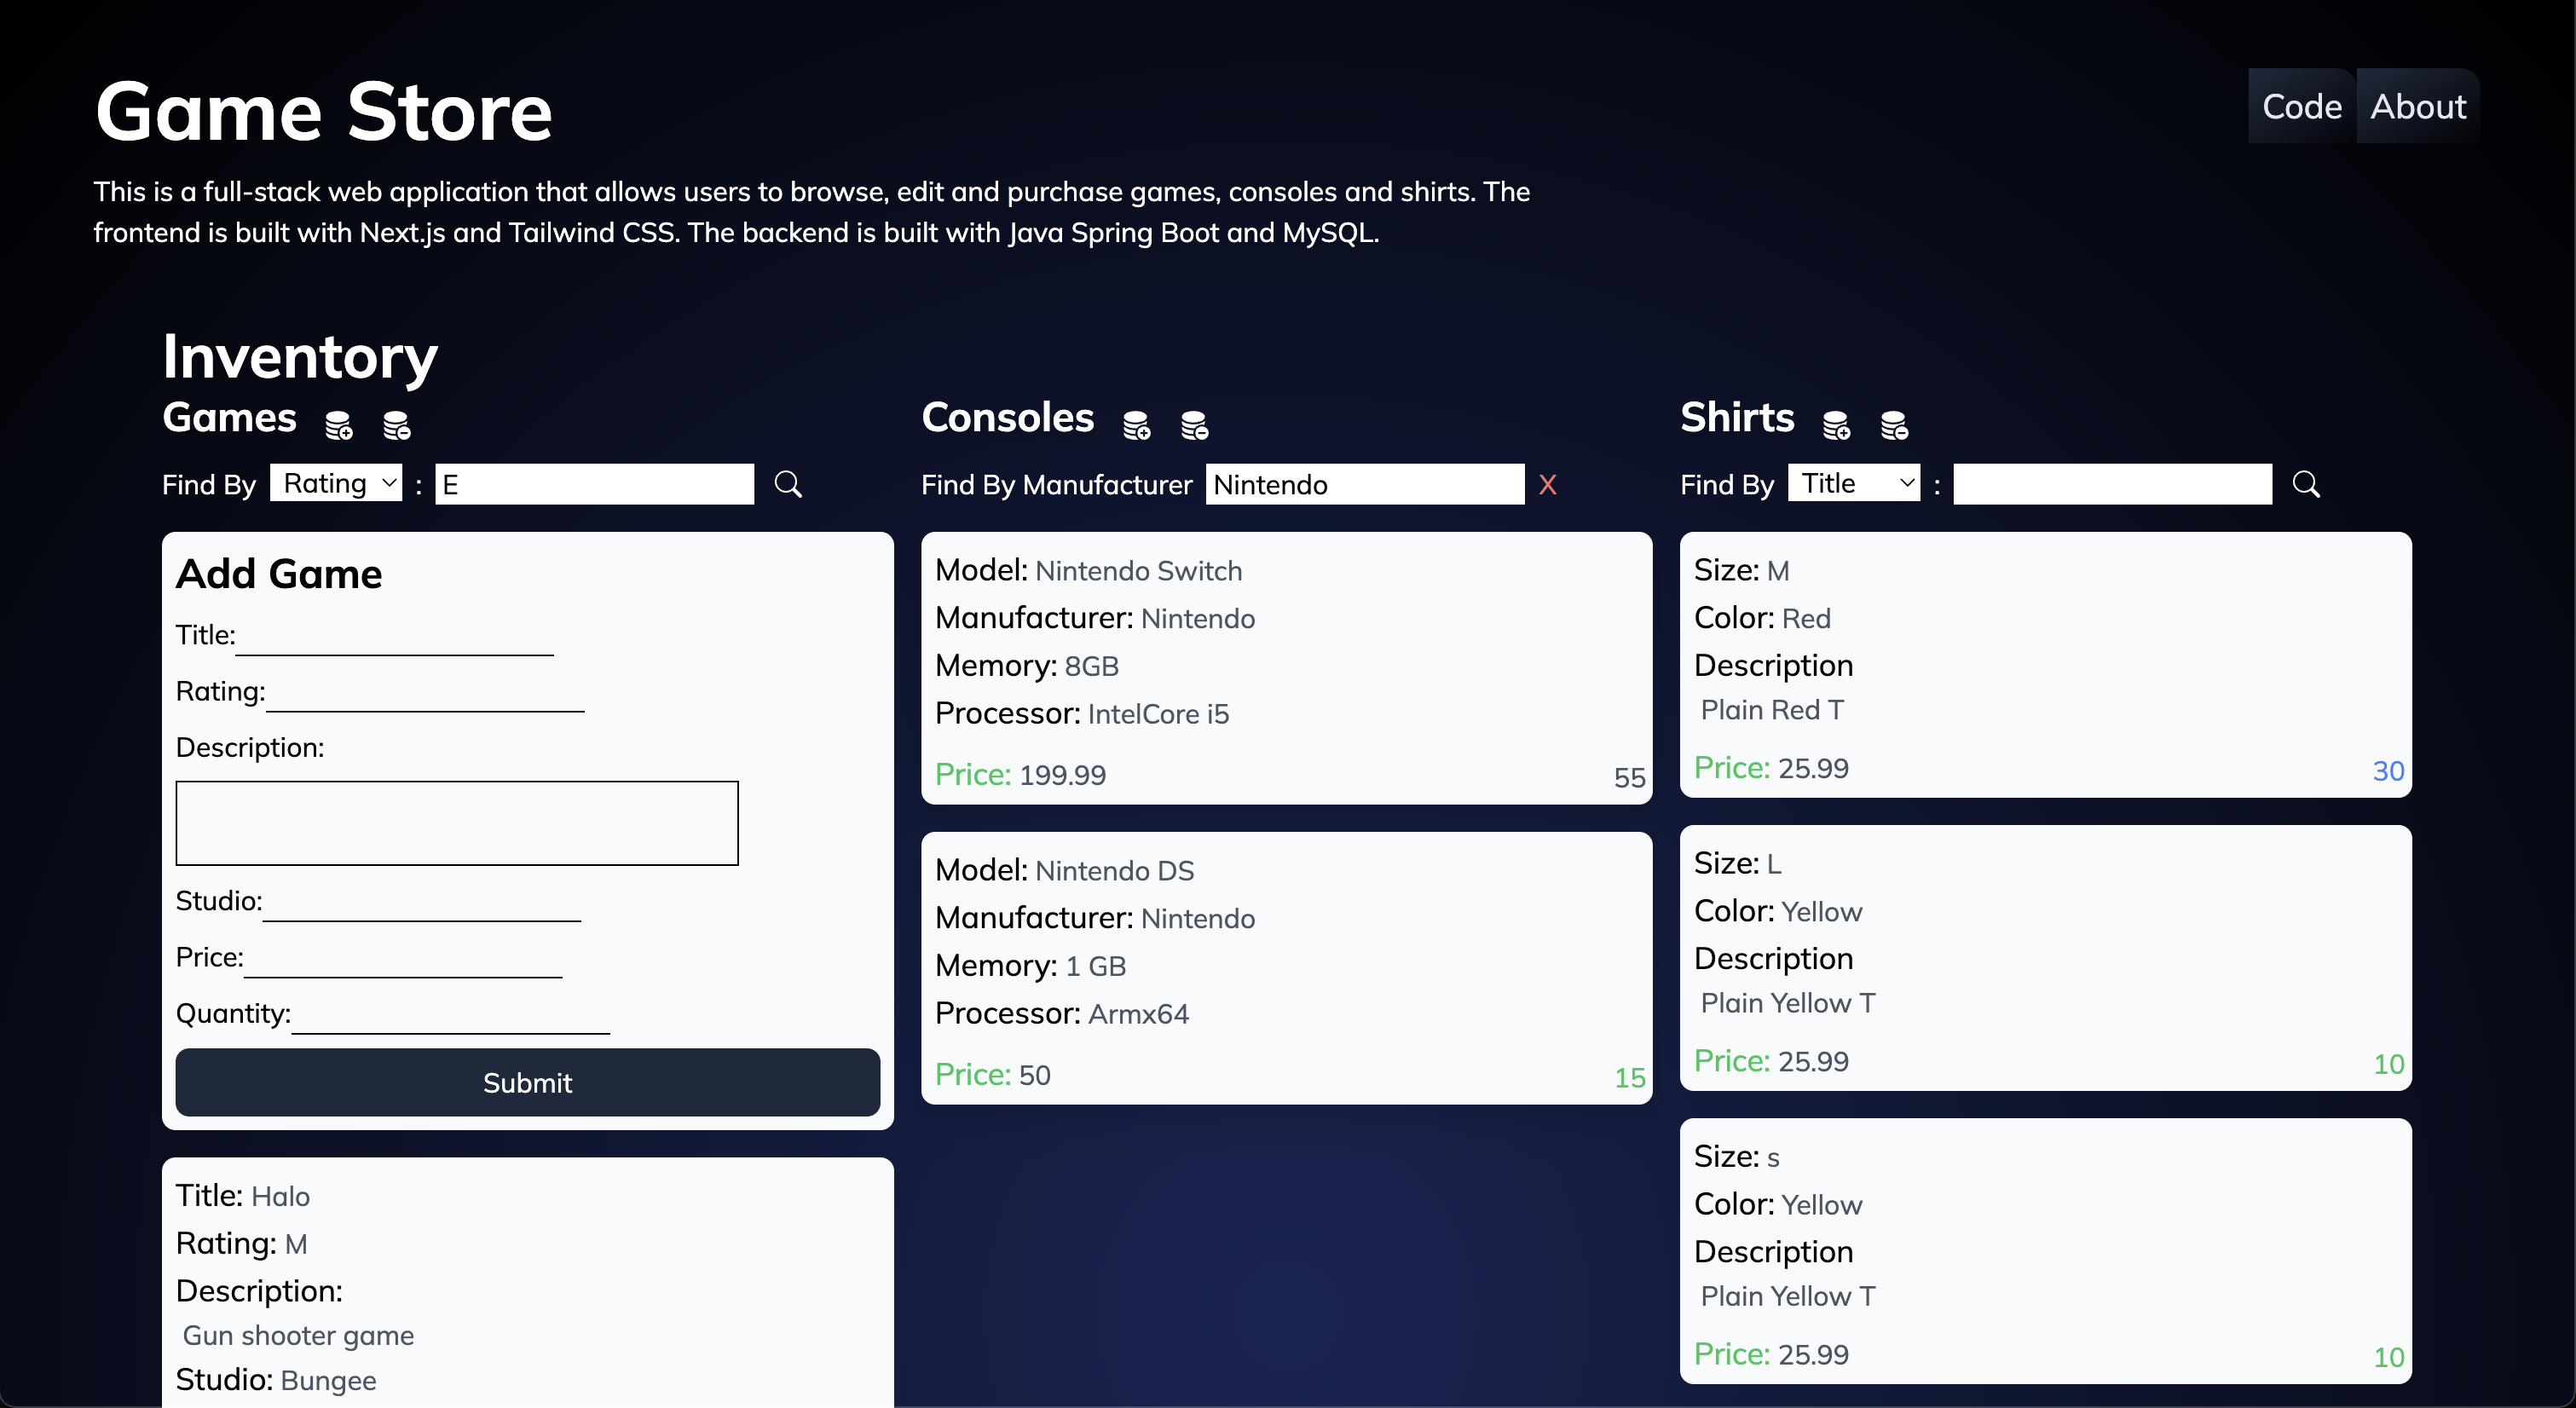 Game Store
Code
About
This is a full-stack web application that allows users to browse, edit and purchase games, consoles and shirts. The
frontend is built with Next.js and Tailwind CSS. The backend is built with Java Spring Boot and MySQL.
Inventory
Games
Find By Rating : E
Add Game
Title:
Rating:
Description:
Studio:
Price:
Quantity:
Submit
Title: Halo
Rating: M
Description:
Gun shooter game
Studio: Bungee
Consoles
Find By Manufacturer Nintendo X
Model: Nintendo Switch
Manufacturer: Nintendo
Memory: 8GB
Processor: IntelCore i5
Price: 199.99 55
Model: Nintendo DS
Manufacturer: Nintendo
Memory: 1 GB
Processor: Armx64
Price: 50 15
Shirts
Find By Title :
Size: M
Color: Red
Description
Plain Red T
Price: 25.99 30
Size: L
Color: Yellow
Description
Plain Yellow T
Price: 25.99 10
Size: s
Color: Yellow
Description
Plain Yellow T
Price: 25.99 10